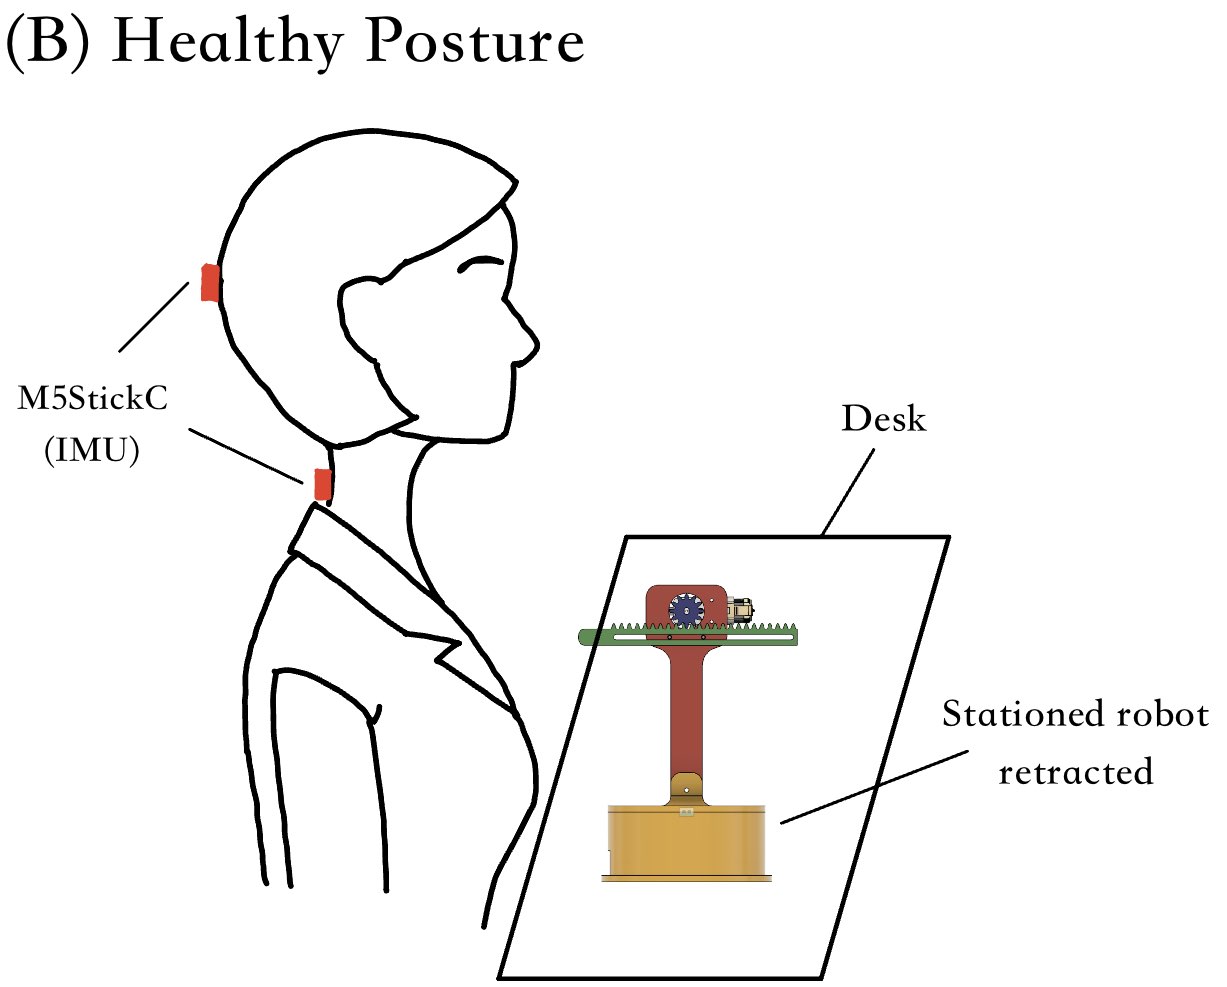 (B) Healthy Posture
M5StickC
(IMU)
Desk
Stationed robot
retracted